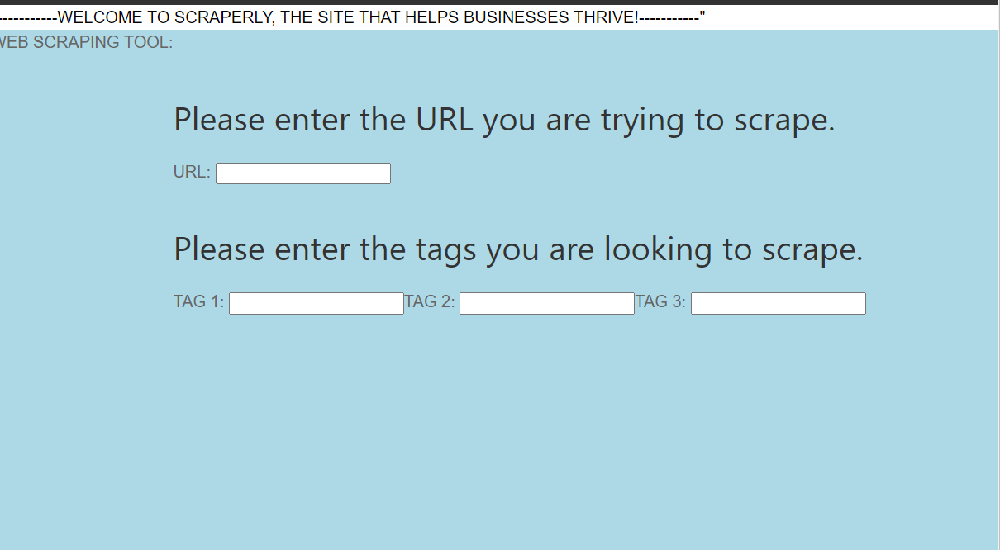 -----------WELCOME TO SCRAPERLY, THE SITE THAT HELPS BUSINESSES THRIVE!-----------"
WEB SCRAPING TOOL:
Please enter the URL you are trying to scrape.
URL:
Please enter the tags you are looking to scrape.
TAG 1: TAG 2: TAG 3: